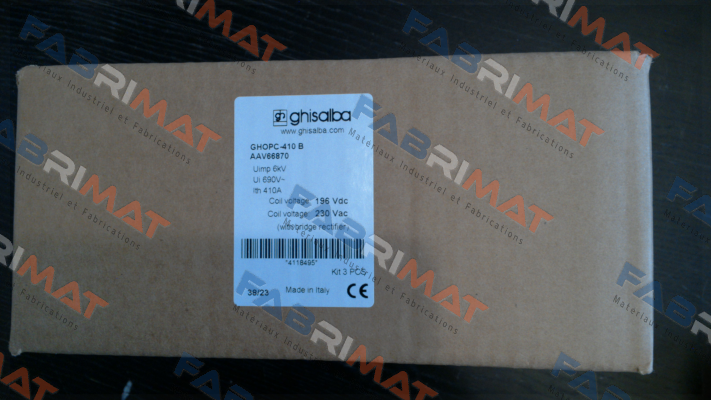 ghisalba
www.ghisalba.com
GHOPC-410 B
AAV66870
Uimp 6kV
Ui 690V~
Ith 410A
Coil voltage 196 Vdc
Coil voltage 230 Vac
(with bridge rectifier
*4118495*
Kit 3 PCS
38/23 Made in Italy CE
FABRIMAT
Materiaux Industriel et Fabrications